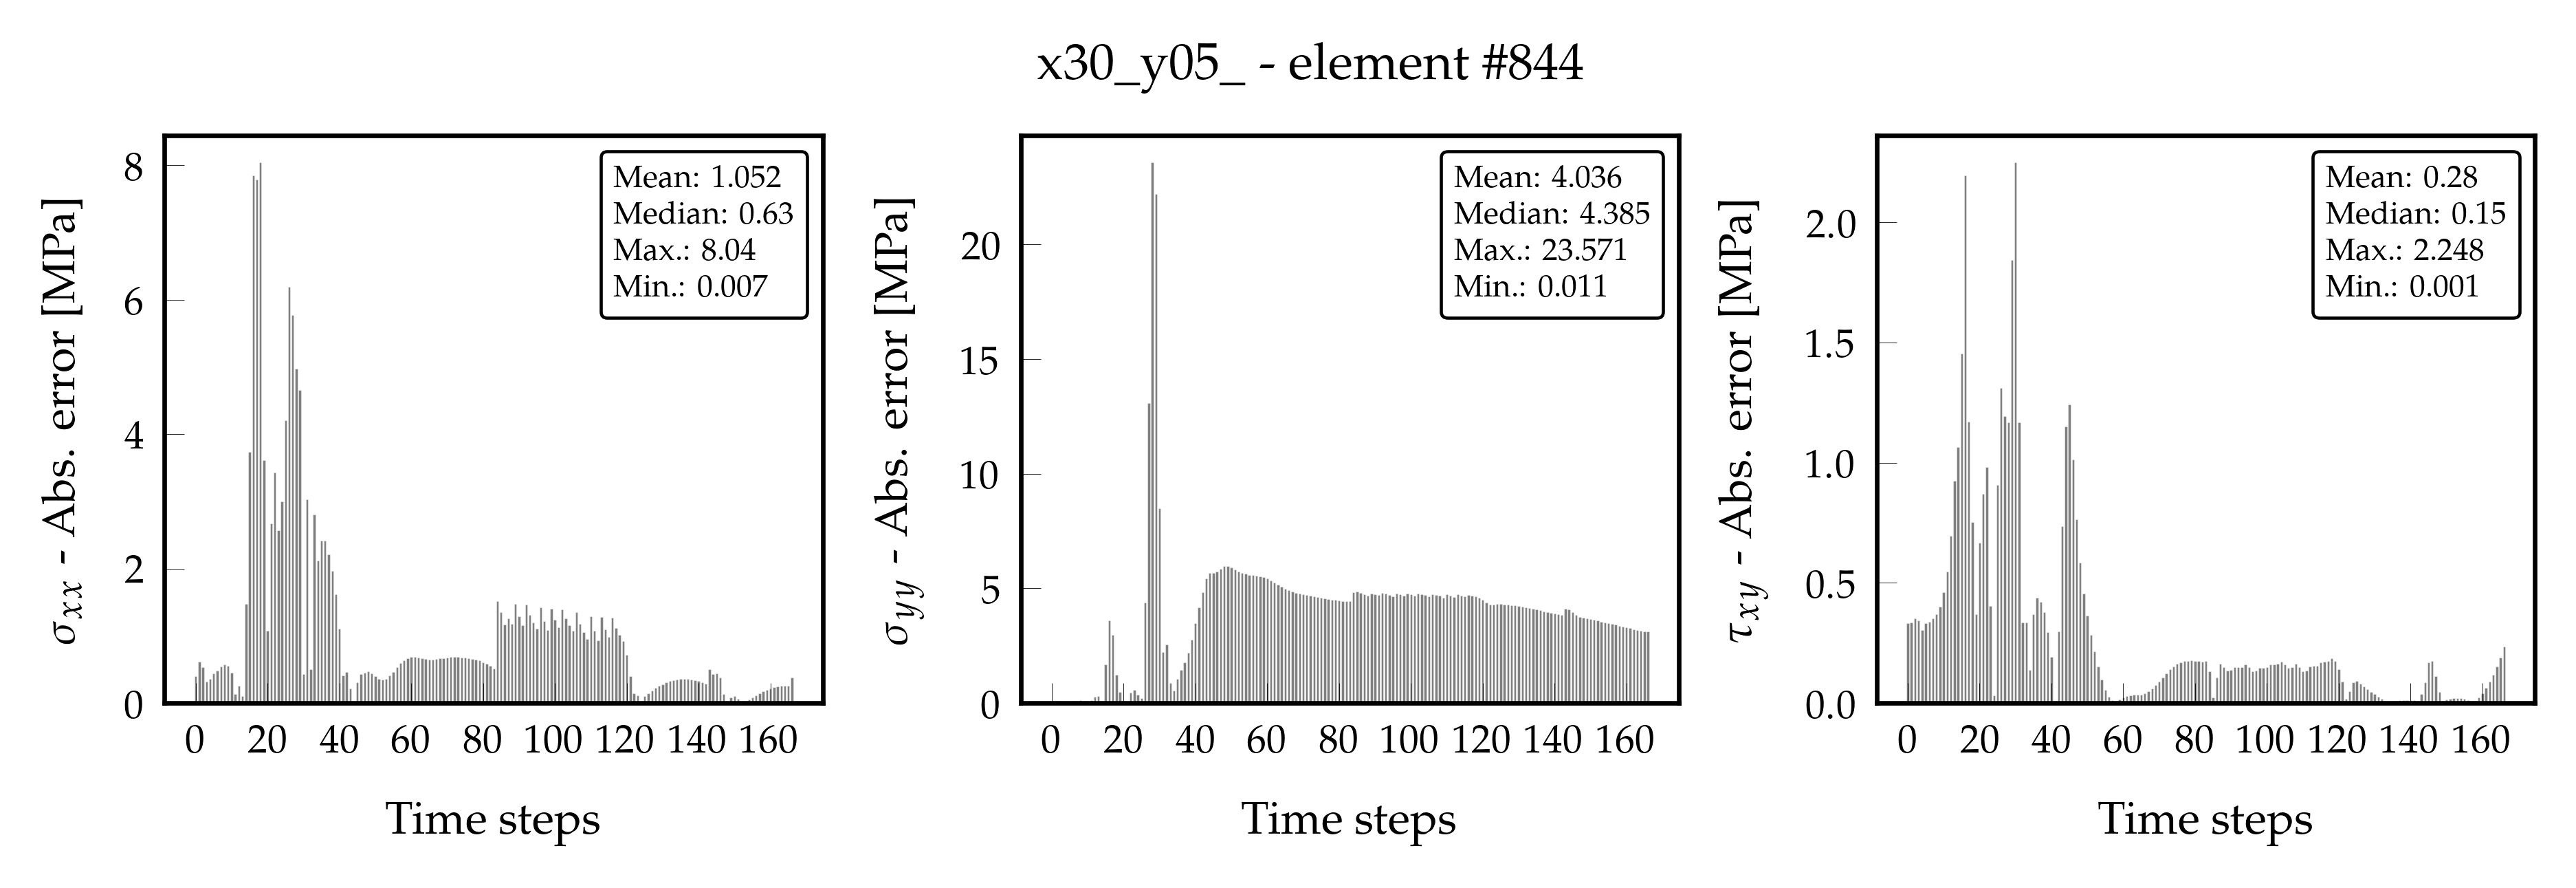 x30_y05_ - element #844
σxx - Abs. error [MPa]
8
6
4
2
0
0 20 40 60 80 100 120 140 160
Time steps
Mean: 1.052
Median: 0.63
Max.: 8.04
Min.: 0.007
σyy - Abs. error [MPa]
20
15
10
5
0
0 20 40 60 80 100 120 140 160
Time steps
Mean: 4.036
Median: 4.385
Max.: 23.571
Min.: 0.011
τxy - Abs. error [MPa]
2.0
1.5
1.0
0.5
0.0
0 20 40 60 80 100 120 140 160
Time steps
Mean: 0.28
Median: 0.15
Max.: 2.248
Min.: 0.001